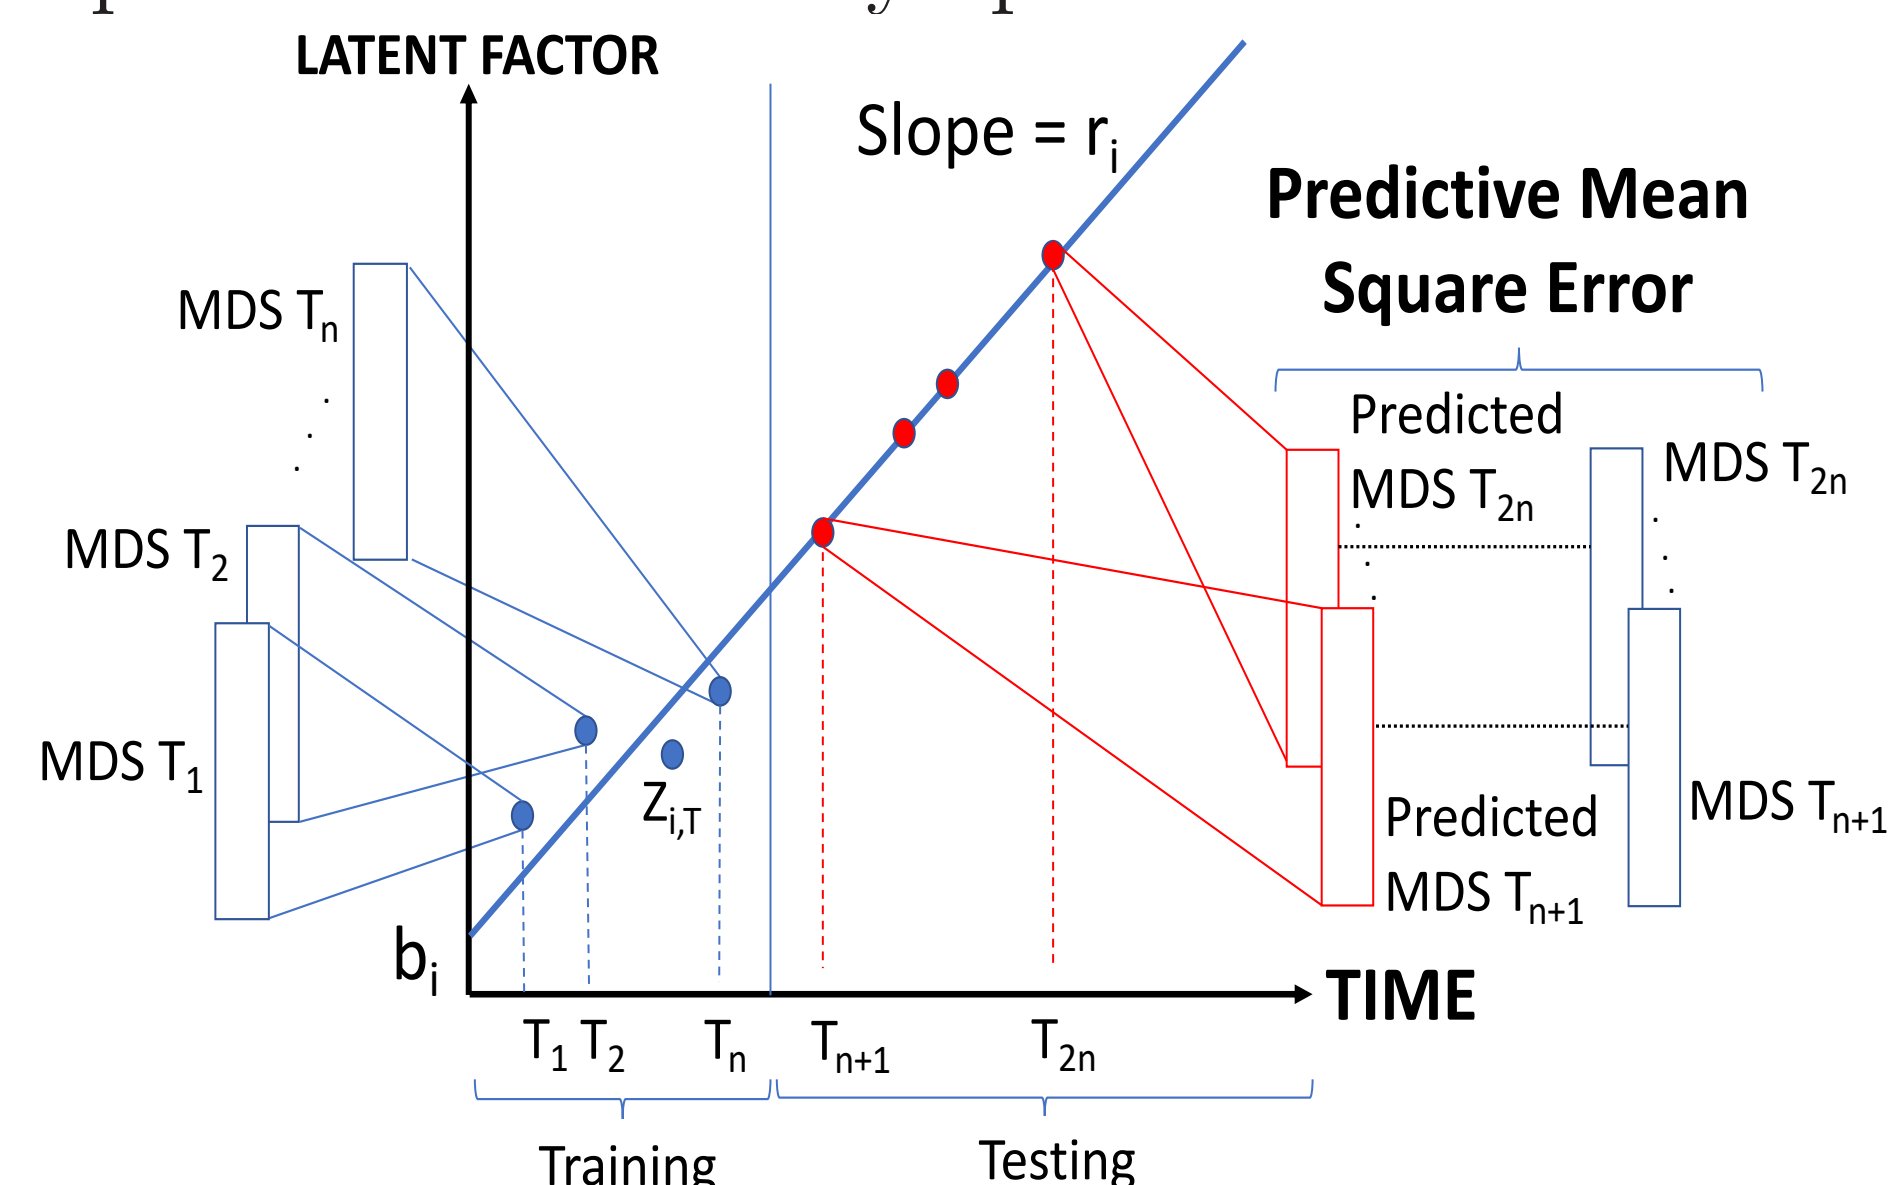 LATENT FACTOR
Slope = ri
Predictive Mean
Square Error
MDS Tn
MDS T2
MDS T1
Zi,T
bi
Predicted
MDS T2n
MDS T2n
Predicted
MDS Tn+1
MDS Tn+1
TIME
T1 T2 Tn Tn+1 T2n
Training
Testing